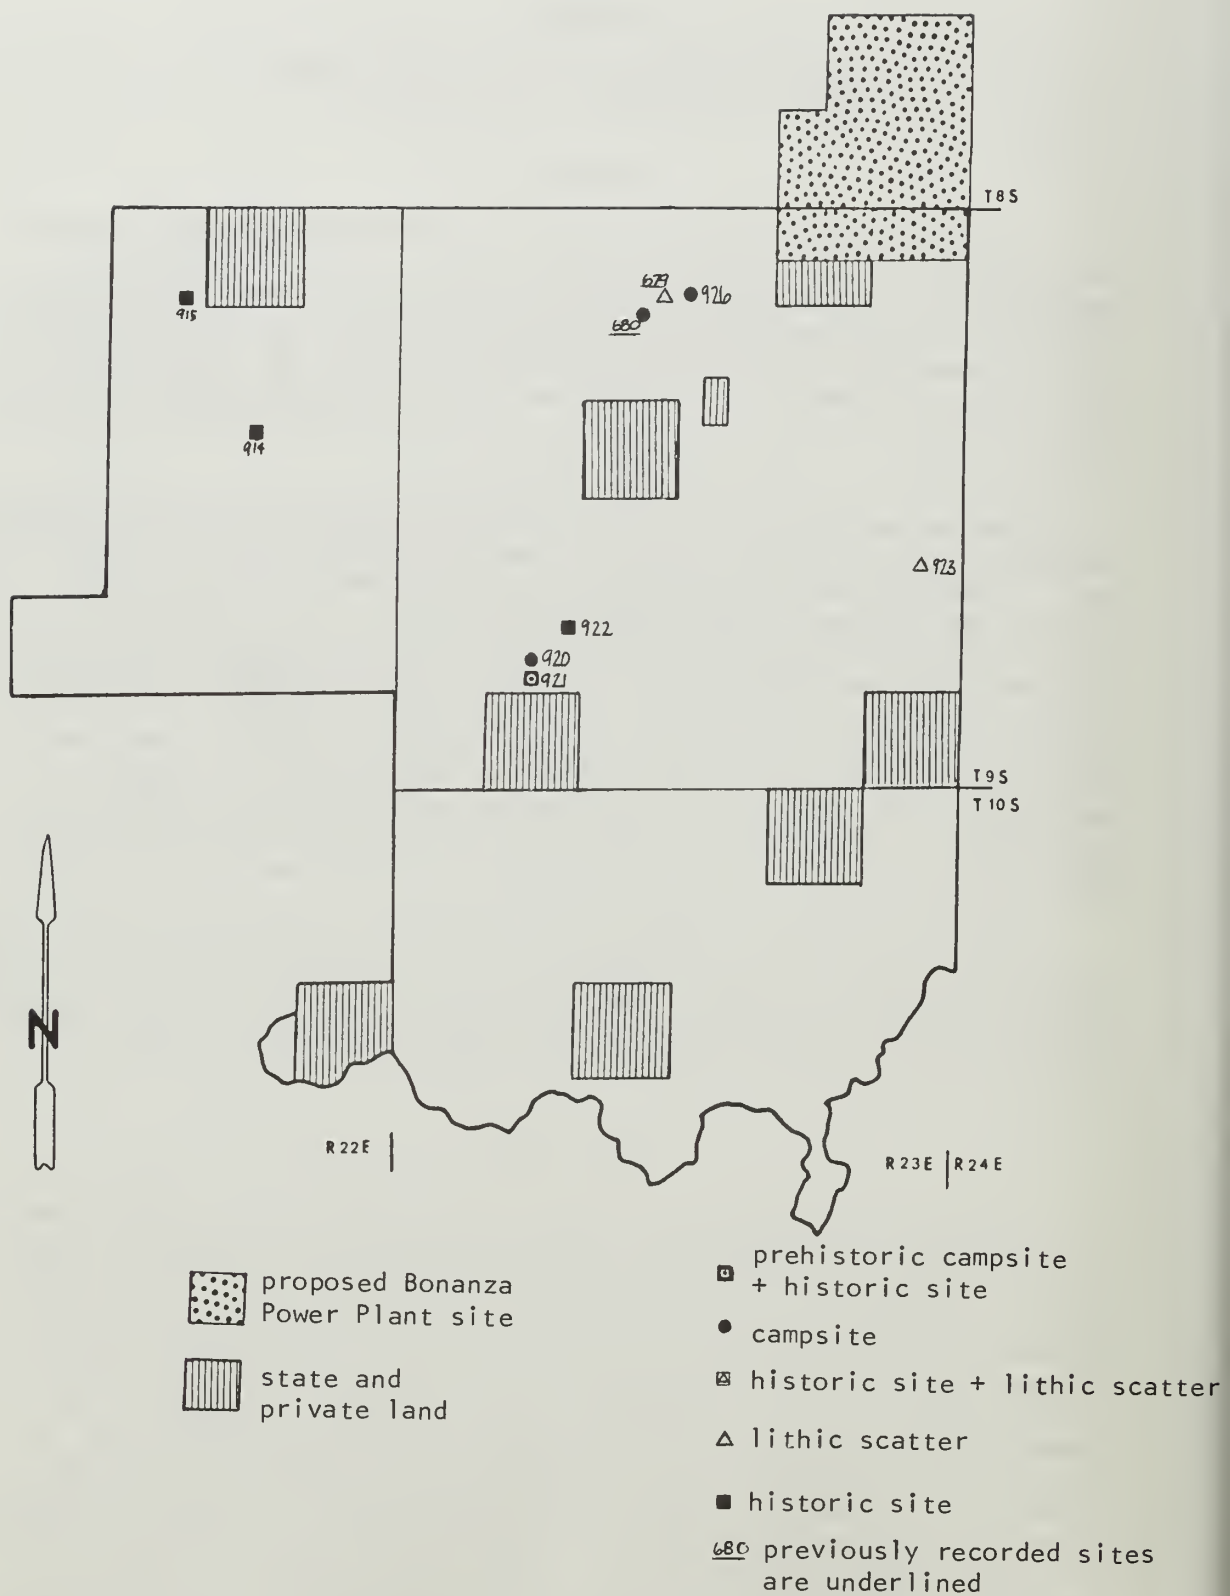 T8S
679
926
680
915
914
923
922
920
921
T9S
T10S
N
R22E
R23E R24E
proposed Bonanza
Power Plant site
state and
private land
prehistoric campsite
+ historic site
campsite
historic site + lithic scatter
lithic scatter
historic site
680 previously recorded sites
are underlined